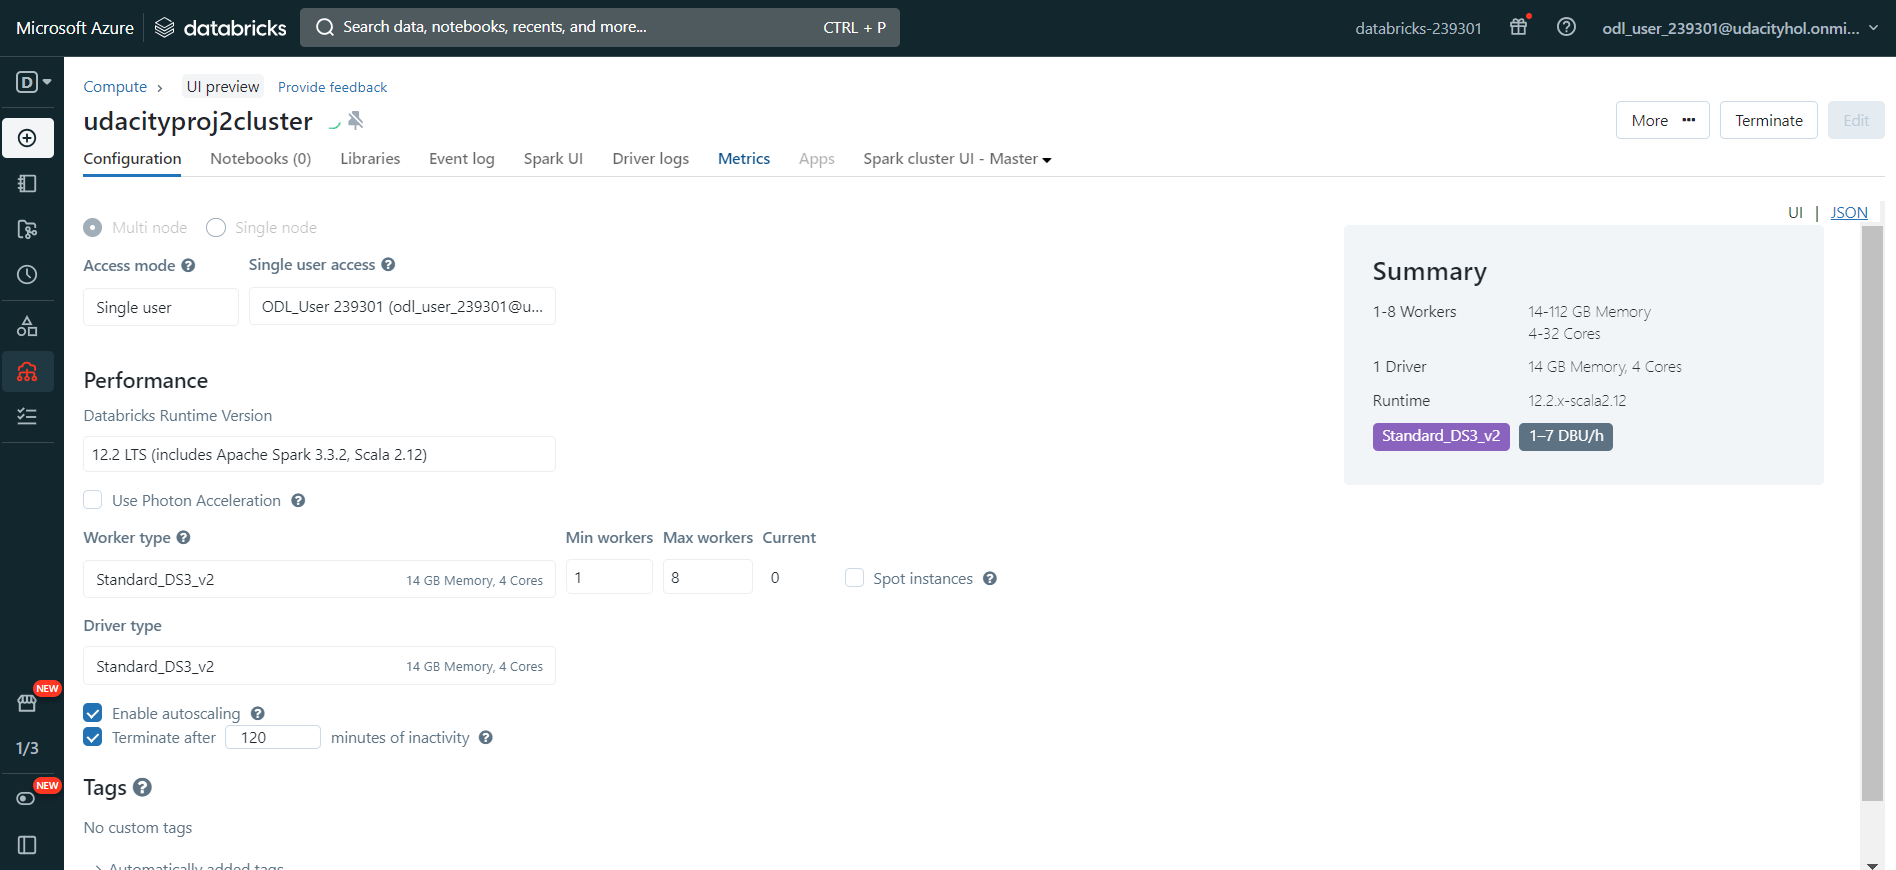 Microsoft Azure databricks Search data, notebooks, recents, and more... CTRL + P databricks-239301 odl_user_239301@udacityhol.onmi...
D
Compute > UI preview Provide feedback
udacityproj2cluster
More ••• Terminate Edit
Configuration Notebooks (0) Libraries Event log Spark UI Driver logs Metrics Apps Spark cluster UI - Master
UI | JSON
Multi node Single node
Access mode Single user access
Single user ODL_User 239301 (odl_user_239301@u...
Performance
Databricks Runtime Version
12.2 LTS (includes Apache Spark 3.3.2, Scala 2.12)
Use Photon Acceleration
Worker type Min workers Max workers Current
Standard_DS3_v2 14 GB Memory, 4 Cores 1 8 0 Spot instances
Driver type
Standard_DS3_v2 14 GB Memory, 4 Cores
Enable autoscaling
Terminate after 120 minutes of inactivity
Tags
No custom tags
Automatically added tags
Summary
1-8 Workers 14-112 GB Memory
4-32 Cores
1 Driver 14 GB Memory, 4 Cores
Runtime 12.2.x-scala2.12
Standard_DS3_v2 1–7 DBU/h
NEW
1/3
NEW